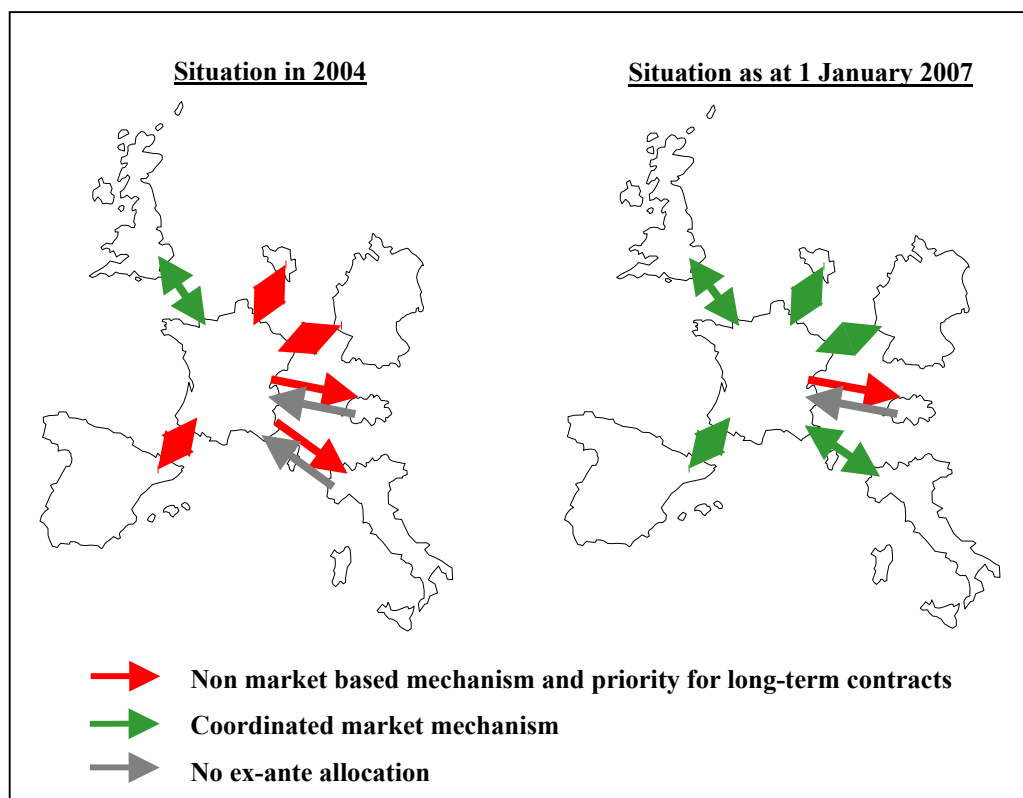 Situation in 2004
Situation as at 1 January 2007
Non market based mechanism and priority for long-term contracts
Coordinated market mechanism
No ex-ante allocation